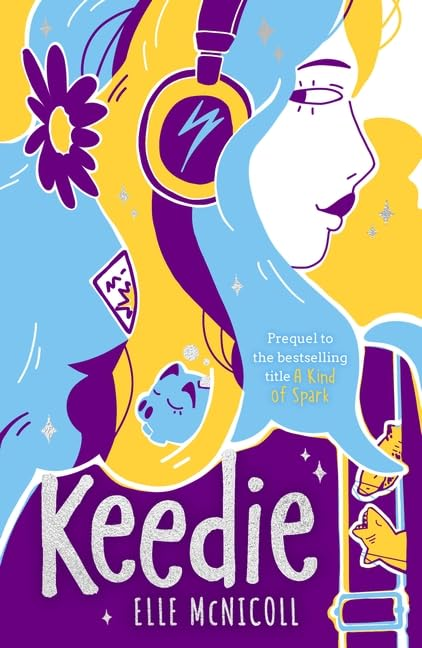 Prequel to
the bestselling
title A Kind
of Spark
Keedie
ELLE McNICOLL